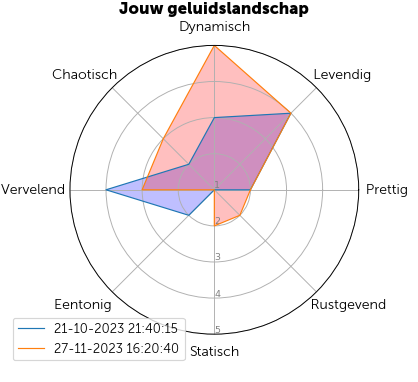 Jouw geluidslandschap
Dynamisch
Chaotisch
Levendig
Vervelend
Prettig
1
2
3
4
5
Eentonig
Rustgevend
Statisch
21-10-2023 21:40:15
27-11-2023 16:20:40